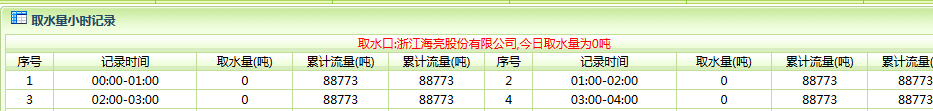 取水量小时记录
取水口:浙江海亮股份有限公司,今日取水量为0吨
序号 记录时间 取水量(吨) 累计流量(吨) 累计流量(吨) 序号 记录时间 取水量(吨) 累计流量(吨) 累计流量(
1 00:00-01:00 0 88773 88773 2 01:00-02:00 0 88773 88773
3 02:00-03:00 0 88773 88773 4 03:00-04:00 0 88773 88773